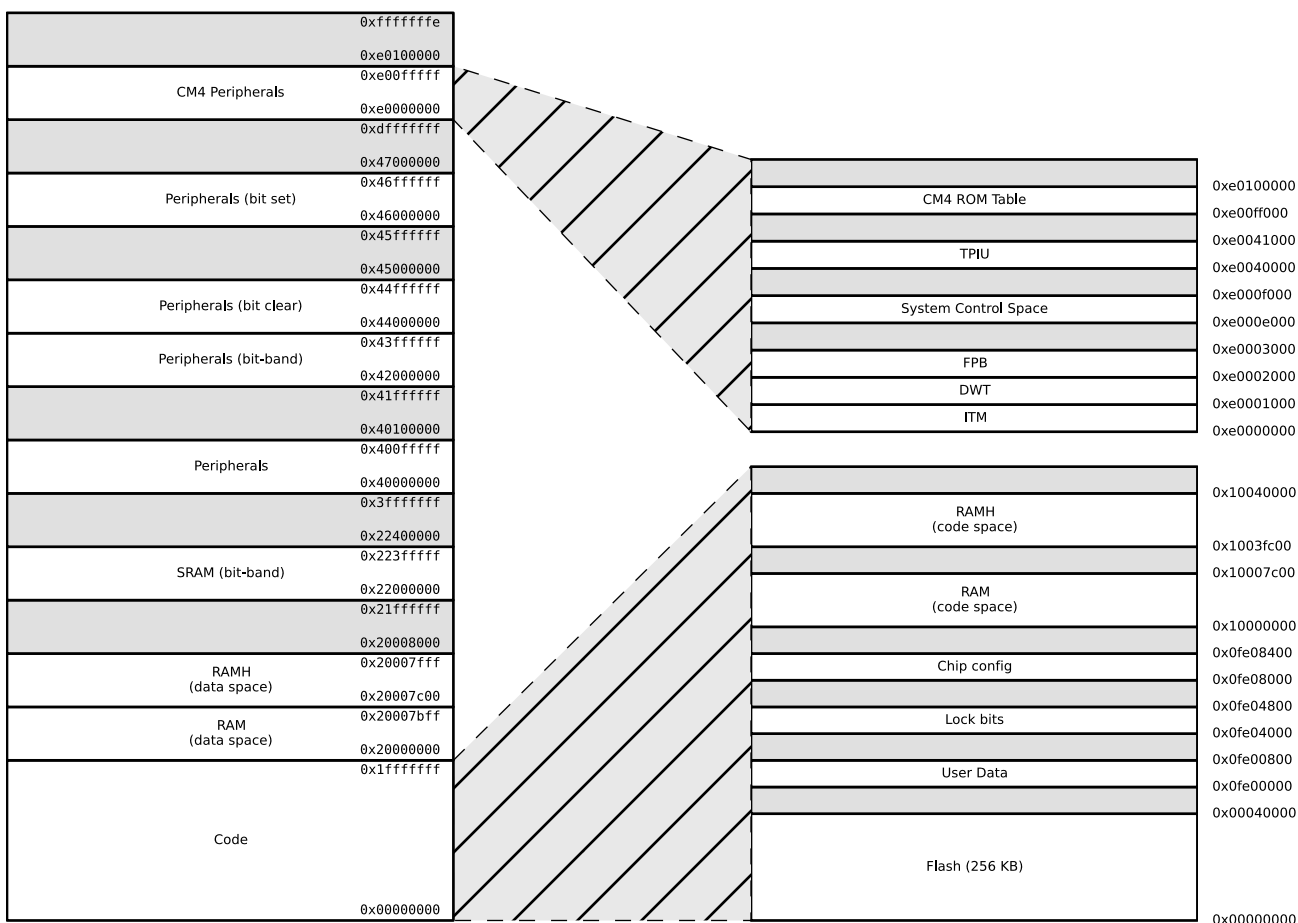 0xfffffffe
0xe0100000
0xe00fffff
CM4 Peripherals
0xe0000000
0xdfffffff
0x47000000
0x46ffffff
Peripherals (bit set)
0x46000000
0x45ffffff
0x45000000
0x44ffffff
Peripherals (bit clear)
0x44000000
0x43ffffff
Peripherals (bit-band)
0x42000000
0x41ffffff
0x40100000
0x400fffff
Peripherals
0x40000000
0x3fffffff
0x22400000
0x223fffff
SRAM (bit-band)
0x22000000
0x21ffffff
0x20008000
0x20007fff
RAMH
(data space)
0x20007c00
0x20007bff
RAM
(data space)
0x20000000
0x1fffffff
Code
0x00000000
0xe0100000
CM4 ROM Table
0xe00ff000
0xe0041000
TPIU
0xe0040000
0xe000f000
System Control Space
0xe000e000
0xe0003000
FPB
0xe0002000
DWT
0xe0001000
ITM
0xe0000000
0x10040000
RAMH
(code space)
0x1003fc00
0x10007c00
RAM
(code space)
0x10000000
0x0fe08400
Chip config
0x0fe08000
0x0fe04800
Lock bits
0x0fe04000
0x0fe00800
User Data
0x0fe00000
0x00040000
Flash (256 KB)
0x00000000